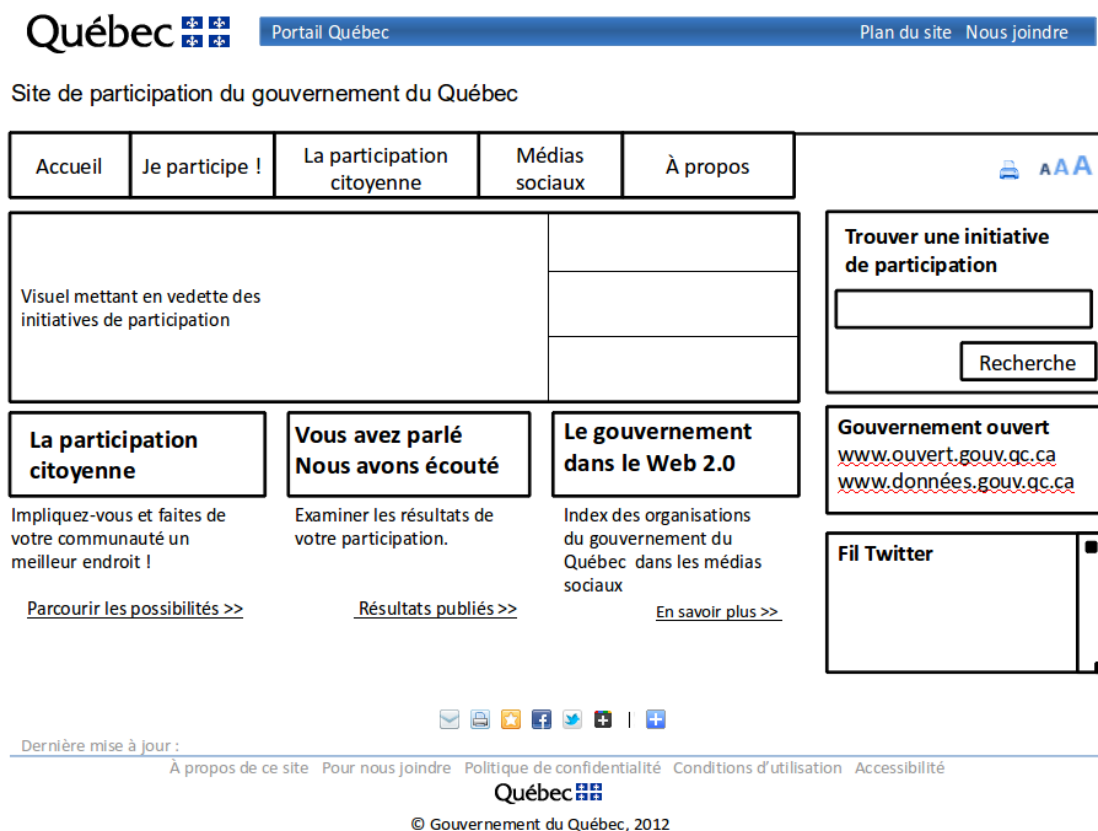 Québec
Portail Québec
Plan du site Nous joindre
Site de participation du gouvernement du Québec
Accueil
Je participe !
La participation
citoyenne
Médias
sociaux
À propos
A A A
Visuel mettant en vedette des
initiatives de participation
Trouver une initiative
de participation
Recherche
La participation
citoyenne
Impliquez-vous et faites de
votre communauté un
meilleur endroit !
Parcourir les possibilités >>
Vous avez parlé
Nous avons écouté
Examiner les résultats de
votre participation.
Résultats publiés >>
Le gouvernement
dans le Web 2.0
Index des organisations
du gouvernement du
Québec dans les médias
sociaux
En savoir plus >>
Gouvernement ouvert
www.ouvert.gouv.qc.ca
www.données.gouv.qc.ca
Fil Twitter
Dernière mise à jour :
À propos de ce site Pour nous joindre Politique de confidentialité Conditions d'utilisation Accessibilité
Québec
© Gouvernement du Québec, 2012